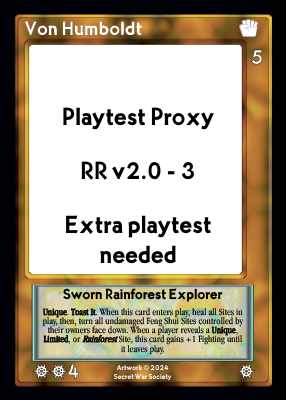 Von Humboldt
5
Playtest Proxy
RR v2.0 - 3
Extra playtest
needed
Sworn Rainforest Explorer
Unique. Toast It. When this card enters play, heal all Sites in
play, then, turn all undamaged Feng Shui Sites controlled by
their owners face down. When a player reveals a Unique,
Limited, or Rainforest Site, this card gains +1 Fighting until
it leaves play.
4
Artwork © 2024
Secret War Society